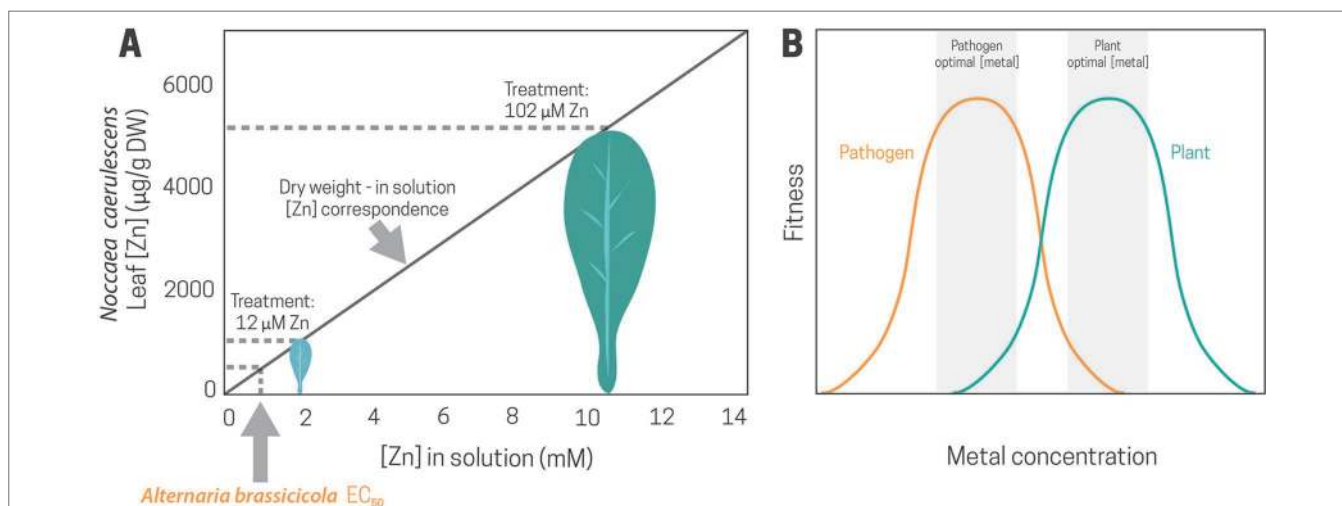 A
Noccaea caerulescens
Leaf [Zn] (µg/g DW)
6000
4000
2000
0
Treatment:
102 µM Zn
Dry weight - in solution
[Zn] correspondence
Treatment:
12 µM Zn
0 2 4 6 8 10 12 14
[Zn] in solution (mM)
Alternaria brassicicola EC₅₀
B
Pathogen
optimal [metal]
Plant
optimal [metal]
Pathogen
Plant
Fitness
Metal concentration